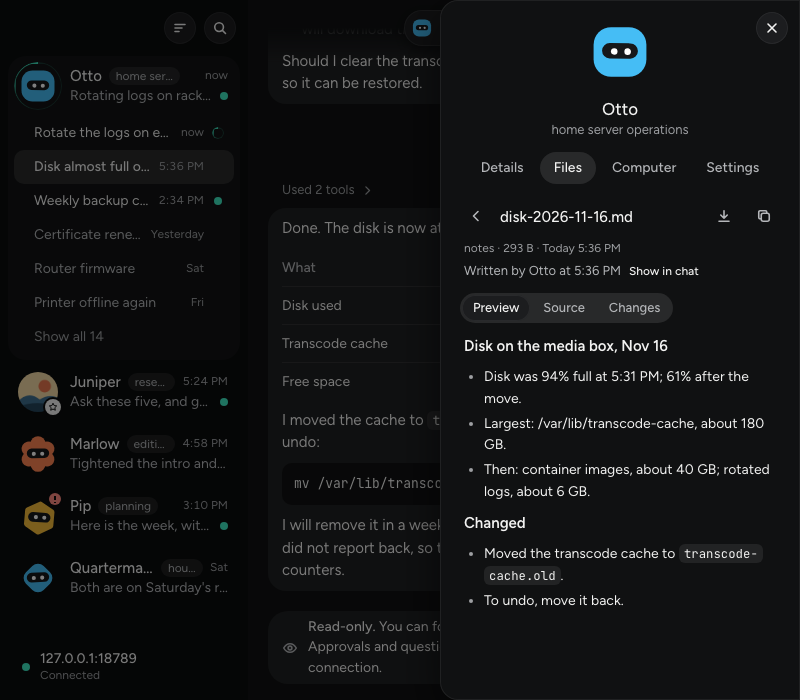 Otto home ser... now
Rotating logs on rack...
Rotate the logs on e... now
Disk almost full o... 5:36 PM
Weekly backup c... 2:34 PM
Certificate rene... Yesterday
Router firmware Sat
Printer offline again Fri
Show all 14
Juniper rese... 5:24 PM
Ask these five, and g...
Marlow editi... 4:58 PM
Tightened the intro and...
Pip planning 3:10 PM
Here is the week, wit...
Quarterma... hou... Sat
Both are on Saturday's r...
127.0.0.1:18789
Connected
Should I clear the transc
so it can be restored.
Used 2 tools
Done. The disk is now at
What
Disk used
Transcode cache
Free space
I moved the cache to
undo:
mv /var/lib/transco
I will remove it in a week
did not report back, so t
counters.
Read-only. You can fo
Approvals and questi
connection.
Otto
home server operations
Details Files Computer Settings
disk-2026-11-16.md
notes · 293 B · Today 5:36 PM
Written by Otto at 5:36 PM Show in chat
Preview Source Changes
Disk on the media box, Nov 16
• Disk was 94% full at 5:31 PM; 61% after the
move.
• Largest: /var/lib/transcode-cache, about 180
GB.
• Then: container images, about 40 GB; rotated
logs, about 6 GB.
Changed
• Moved the transcode cache to transcode-
cache.old.
• To undo, move it back.